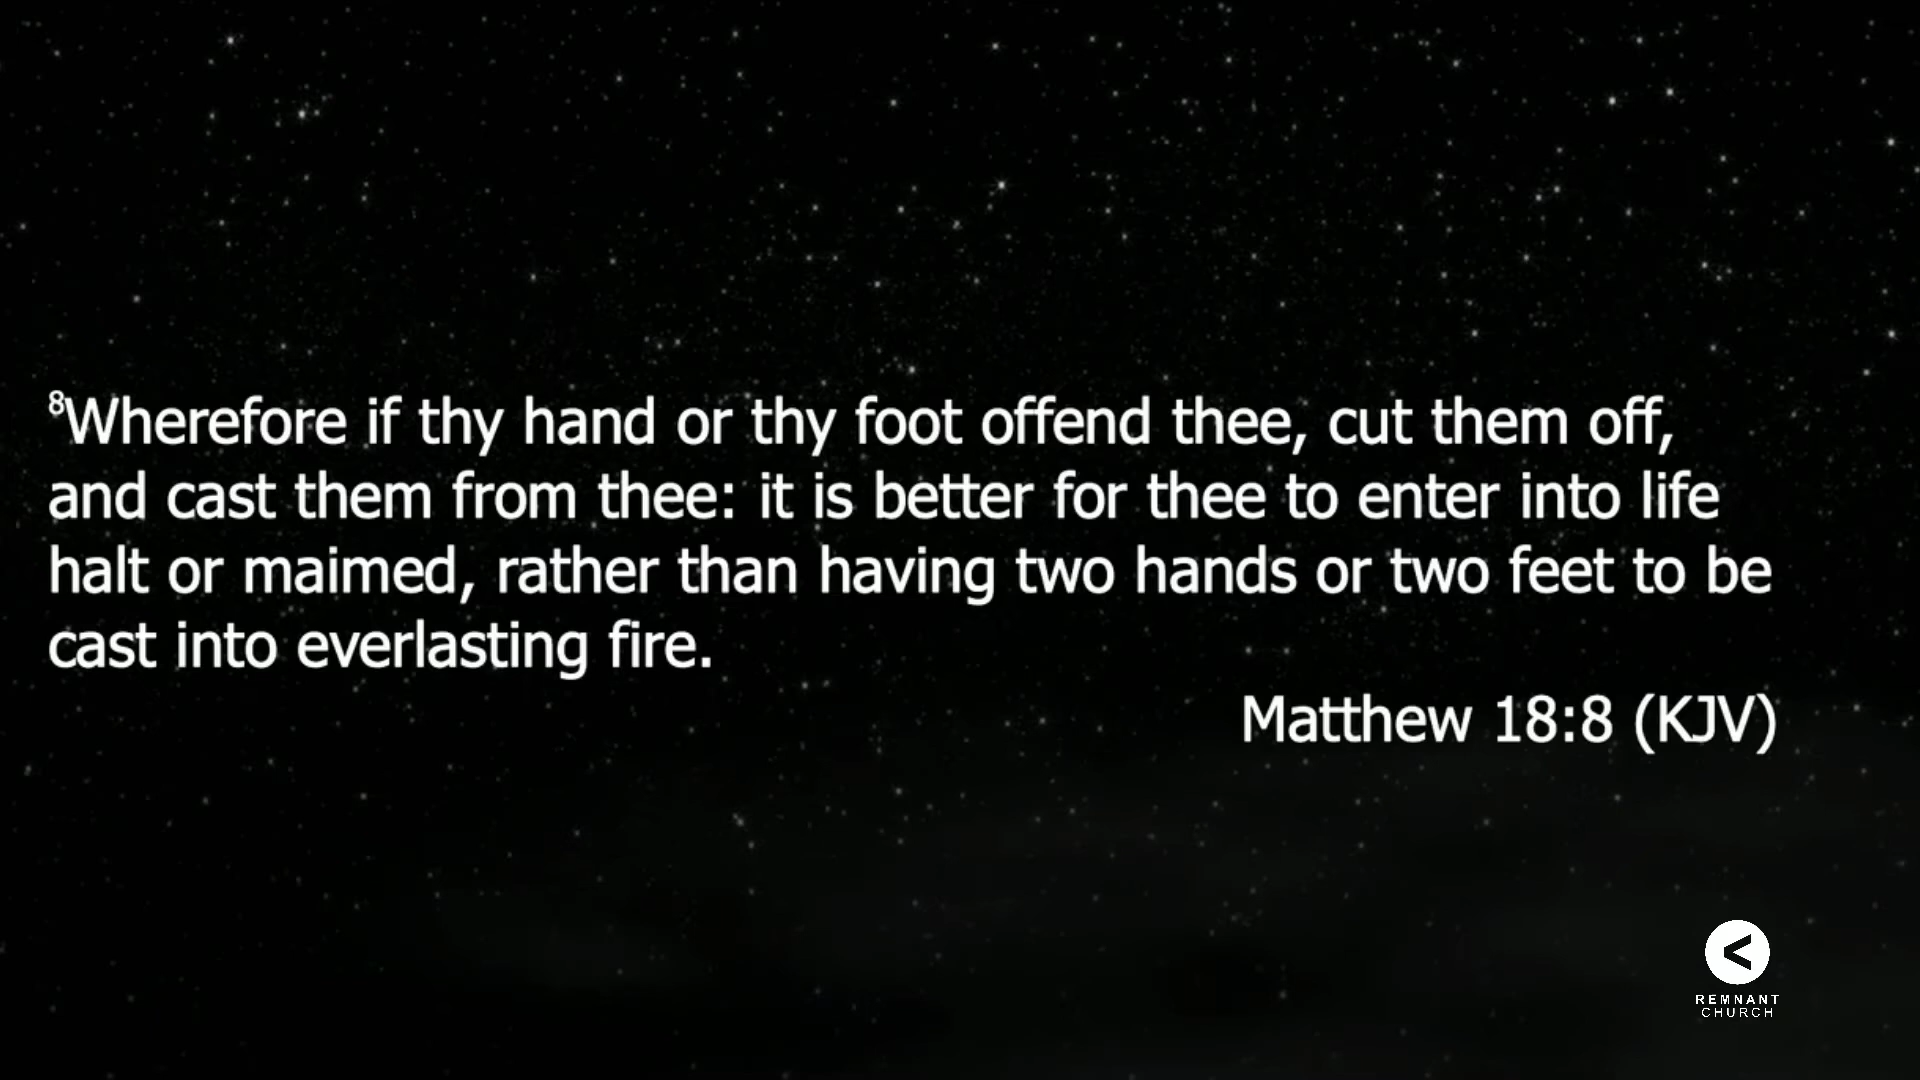 8Wherefore if thy hand or thy foot offend thee, cut them off,
and cast them from thee: it is better for thee to enter into life
halt or maimed, rather than having two hands or two feet to be
cast into everlasting fire.
Matthew 18:8 (KJV)
<
REMNANT
CHURCH